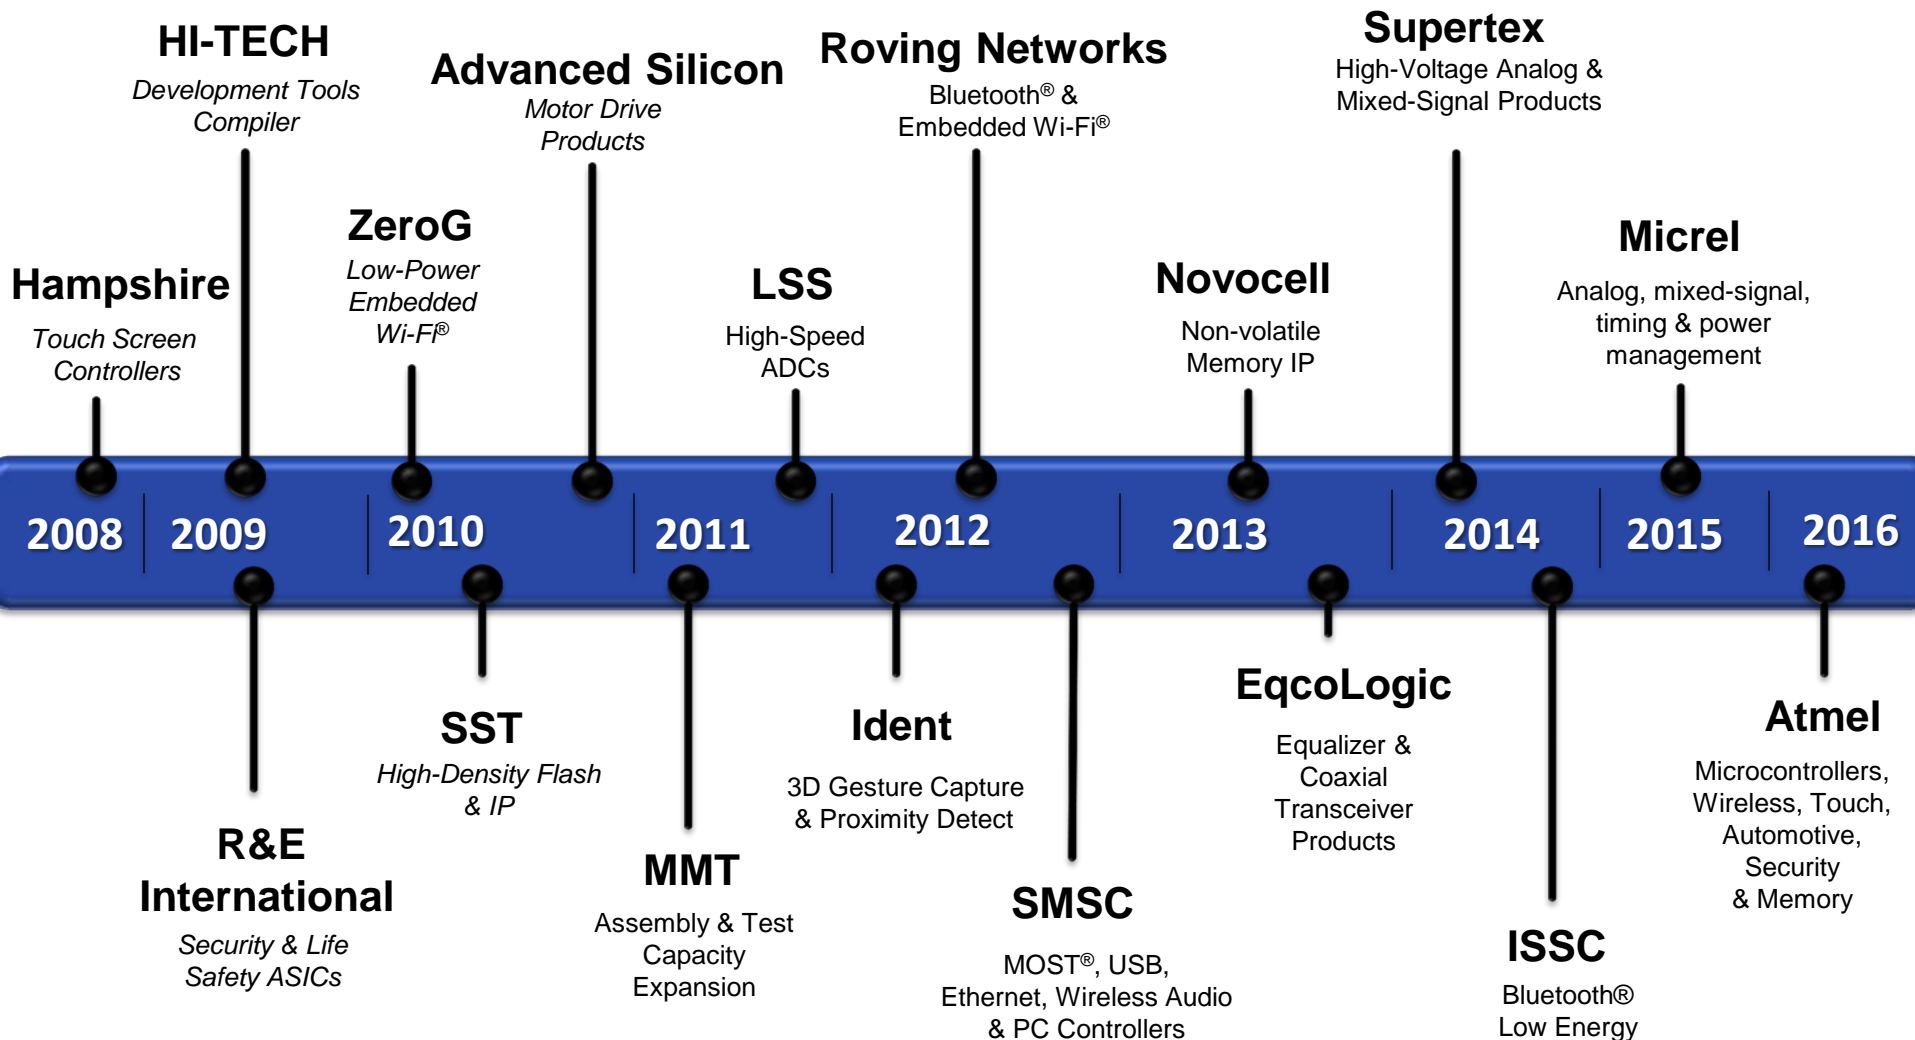 HI-TECH
Development Tools
Compiler
Advanced Silicon
Motor Drive
Products
Roving Networks
Bluetooth® &
Embedded Wi-Fi®
Supertex
High-Voltage Analog &
Mixed-Signal Products
Hampshire
Touch Screen
Controllers
ZeroG
Low-Power
Embedded
Wi-Fi®
LSS
High-Speed
ADCs
Novocell
Non-volatile
Memory IP
Micrel
Analog, mixed-signal,
timing & power
management
2008 2009 2010 2011 2012 2013 2014 2015 2016
R&E
International
Security & Life
Safety ASICs
SST
High-Density Flash
& IP
MMT
Assembly & Test
Capacity
Expansion
Ident
3D Gesture Capture
& Proximity Detect
SMSC
MOST®, USB,
Ethernet, Wireless Audio
& PC Controllers
EqcoLogic
Equalizer &
Coaxial
Transceiver
Products
ISSC
Bluetooth®
Low Energy
Atmel
Microcontrollers,
Wireless, Touch,
Automotive,
Security
& Memory